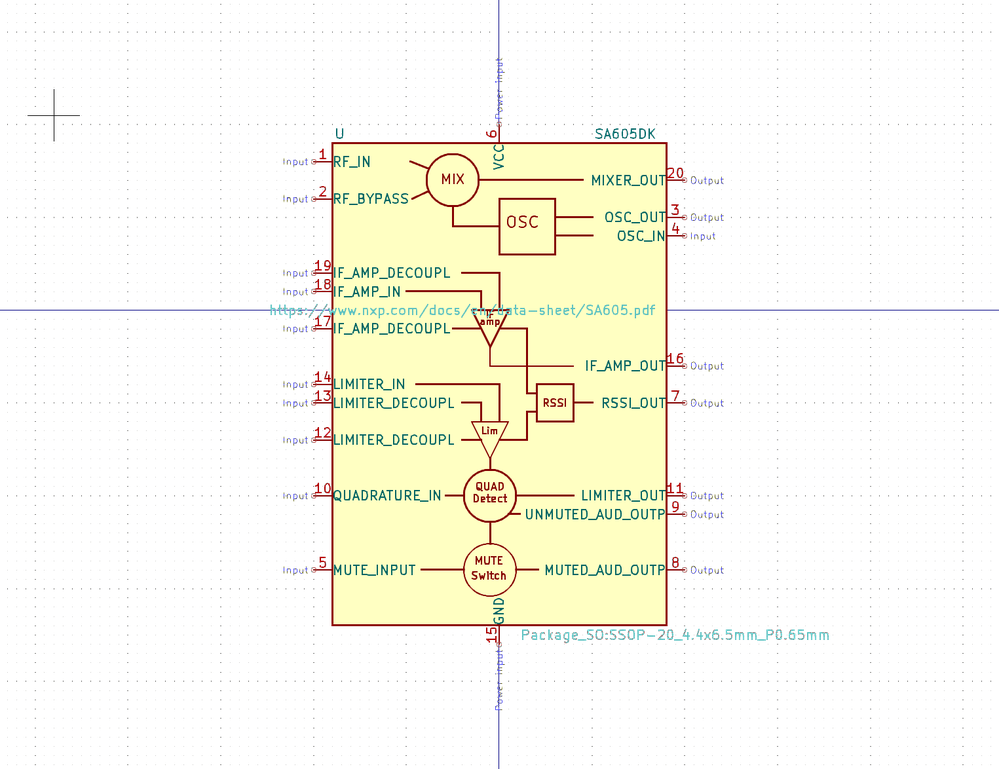 Power input
6
U
SA605DK
VCC
Input 1 RF_IN
MIX
MIXER_OUT 20 Output
Input 2 RF_BYPASS
OSC
OSC_OUT 3 Output
OSC_IN 4 Input
Input 19 IF_AMP_DECOUPL
Input 18 IF_AMP_IN
https://www.nxp.com/docs/en/data-sheet/SA605.pdf
IF
amp
Input 17 IF_AMP_DECOUPL
IF_AMP_OUT 16 Output
Input 14 LIMITER_IN
Input 13 LIMITER_DECOUPL
RSSI
RSSI_OUT 7 Output
Lim
Input 12 LIMITER_DECOUPL
Input 10 QUADRATURE_IN
QUAD
Detect
LIMITER_OUT 11 Output
UNMUTED_AUD_OUTP 9 Output
Input 5 MUTE_INPUT
MUTE
Switch
MUTED_AUD_OUTP 8 Output
GND
15
Package_SO:SSOP-20_4.4x6.5mm_P0.65mm
Power input